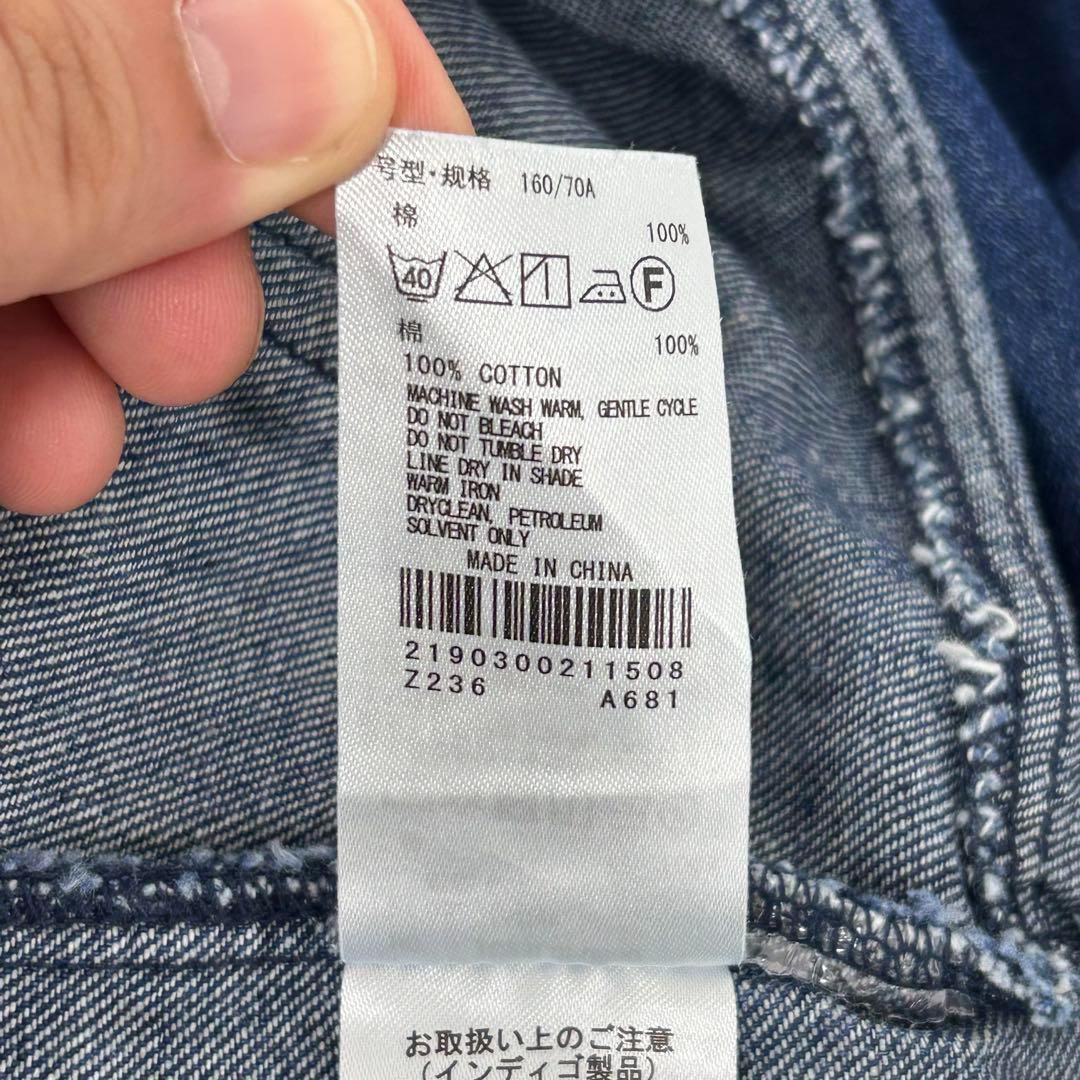 号型·规格 160/70A
棉 100%
40 F
棉 100%
100% COTTON
MACHINE WASH WARM, GENTLE CYCLE
DO NOT BLEACH
DO NOT TUMBLE DRY
LINE DRY IN SHADE
WARM IRON
DRYCLEAN, PETROLEUM
SOLVENT ONLY
MADE IN CHINA
2190300211508
Z236 A681
お取扱い上のご注意
(インディゴ製品)